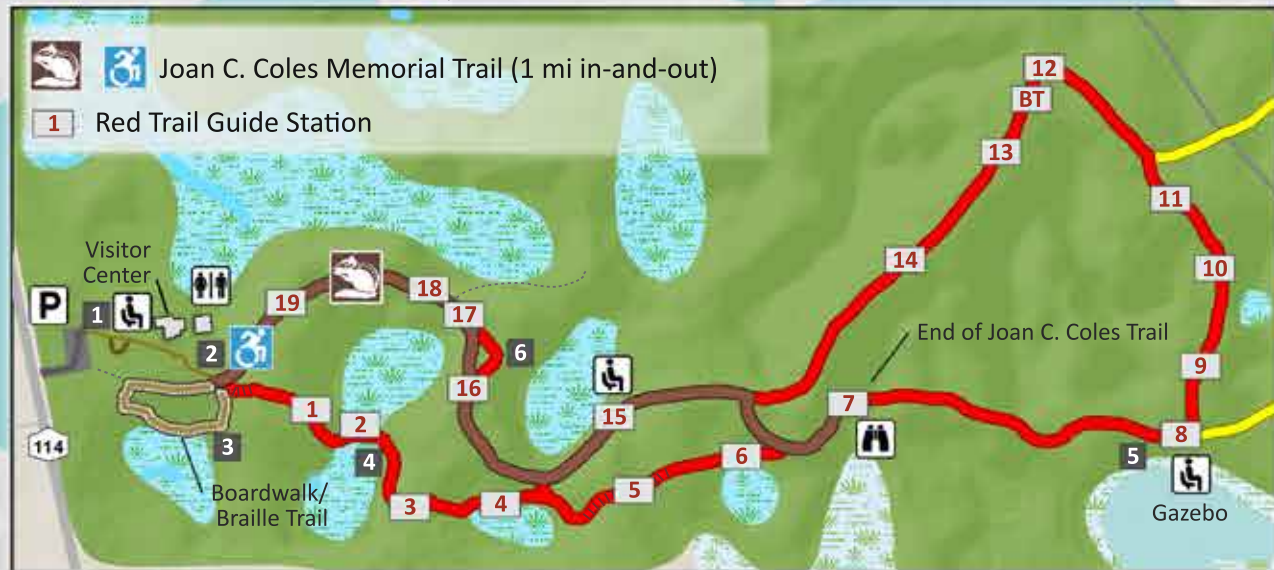 Joan C. Coles Memorial Trail (1 mi in-and-out)
1 Red Trail Guide Station
12
BT
13
11
Visitor
Center
14
10
P
1
19
18
17
End of Joan C. Coles Trail
2
6
16
9
1
15
7
2
3
4
6
8
5
114
Boardwalk/
Braille Trail
3
4
5
Gazebo